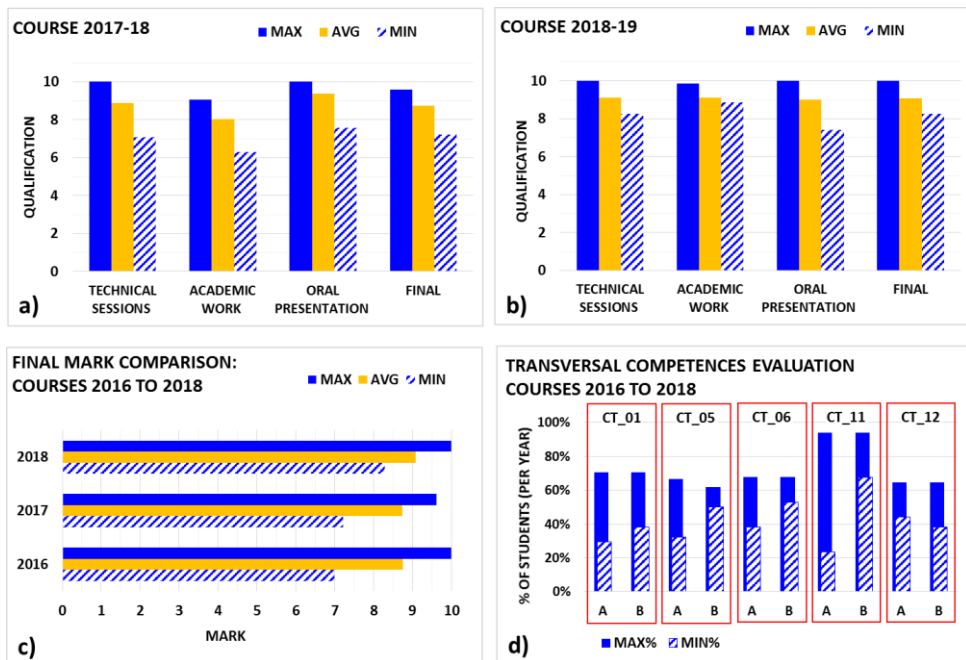 COURSE 2017-18
MAX AVG MIN
10
8
6
4
2
0
QUALIFICATION
TECHNICAL SESSIONS
ACADEMIC WORK
ORAL PRESENTATION
FINAL
a)
COURSE 2018-19
MAX AVG MIN
10
8
6
4
2
0
QUALIFICATION
TECHNICAL SESSIONS
ACADEMIC WORK
ORAL PRESENTATION
FINAL
b)
FINAL MARK COMPARISON:
COURSES 2016 TO 2018
MAX AVG MIN
2018
2017
2016
0 1 2 3 4 5 6 7 8 9 10
MARK
c)
TRANSVERSAL COMPETENCES EVALUATION
COURSES 2016 TO 2018
100%
80%
60%
40%
20%
0%
% OF STUDENTS (PER YEAR)
CT_01 CT_05 CT_06 CT_11 CT_12
A B A B A B A B A B
MAX% MIN%
d)